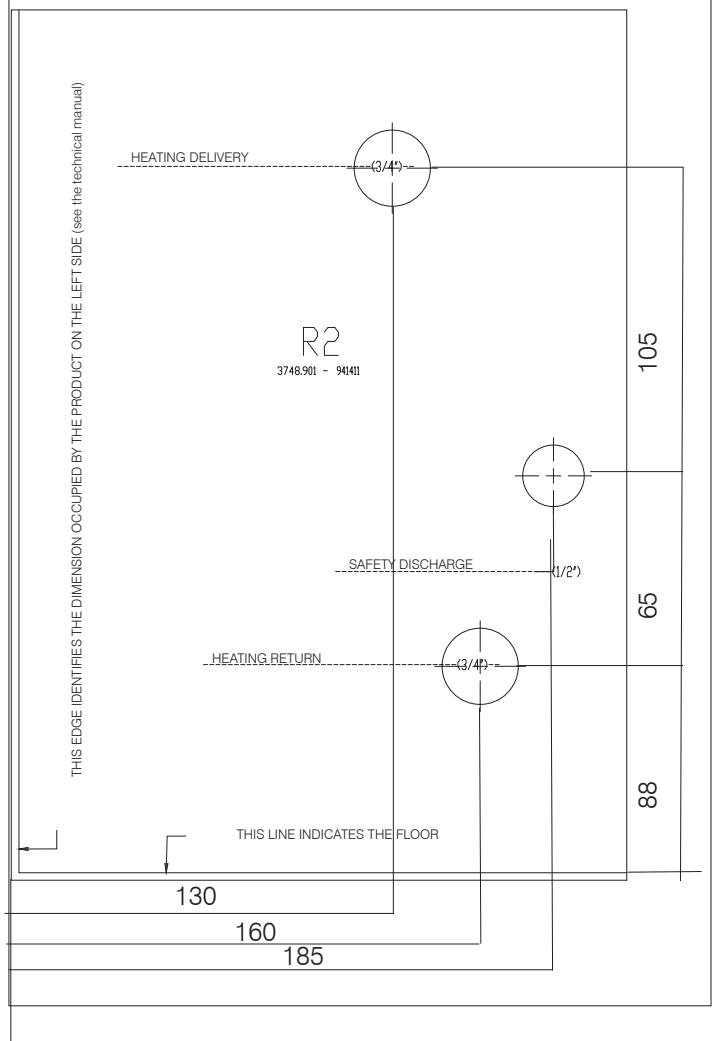 THIS EDGE IDENTIFIES THE DIMENSION OCCUPIED BY THE PRODUCT ON THE LEFT SIDE (see the technical manual)
HEATING DELIVERY
(3/4")
R2
3748.901 - 941411
105
SAFETY DISCHARGE
(1/2")
65
HEATING RETURN
(3/4")
88
THIS LINE INDICATES THE FLOOR
130
160
185